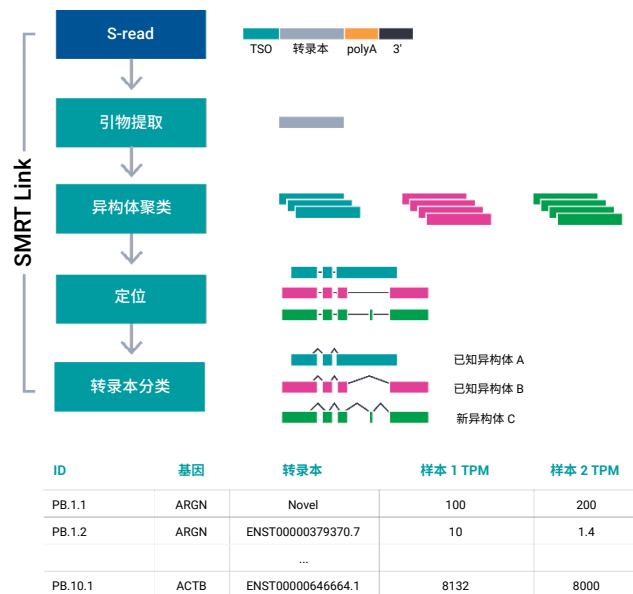 SMRT Link
S-read
TSO 转录本 polyA 3'
引物提取
异构体聚类
定位
转录本分类
已知异构体 A
已知异构体 B
新异构体 C
ID 基因 转录本 样本 1 TPM 样本 2 TPM
PB.1.1 ARGN Novel 100 200
PB.1.2 ARGN ENST00000379370.7 10 1.4
...
PB.10.1 ACTB ENST00000646664.1 8132 8000